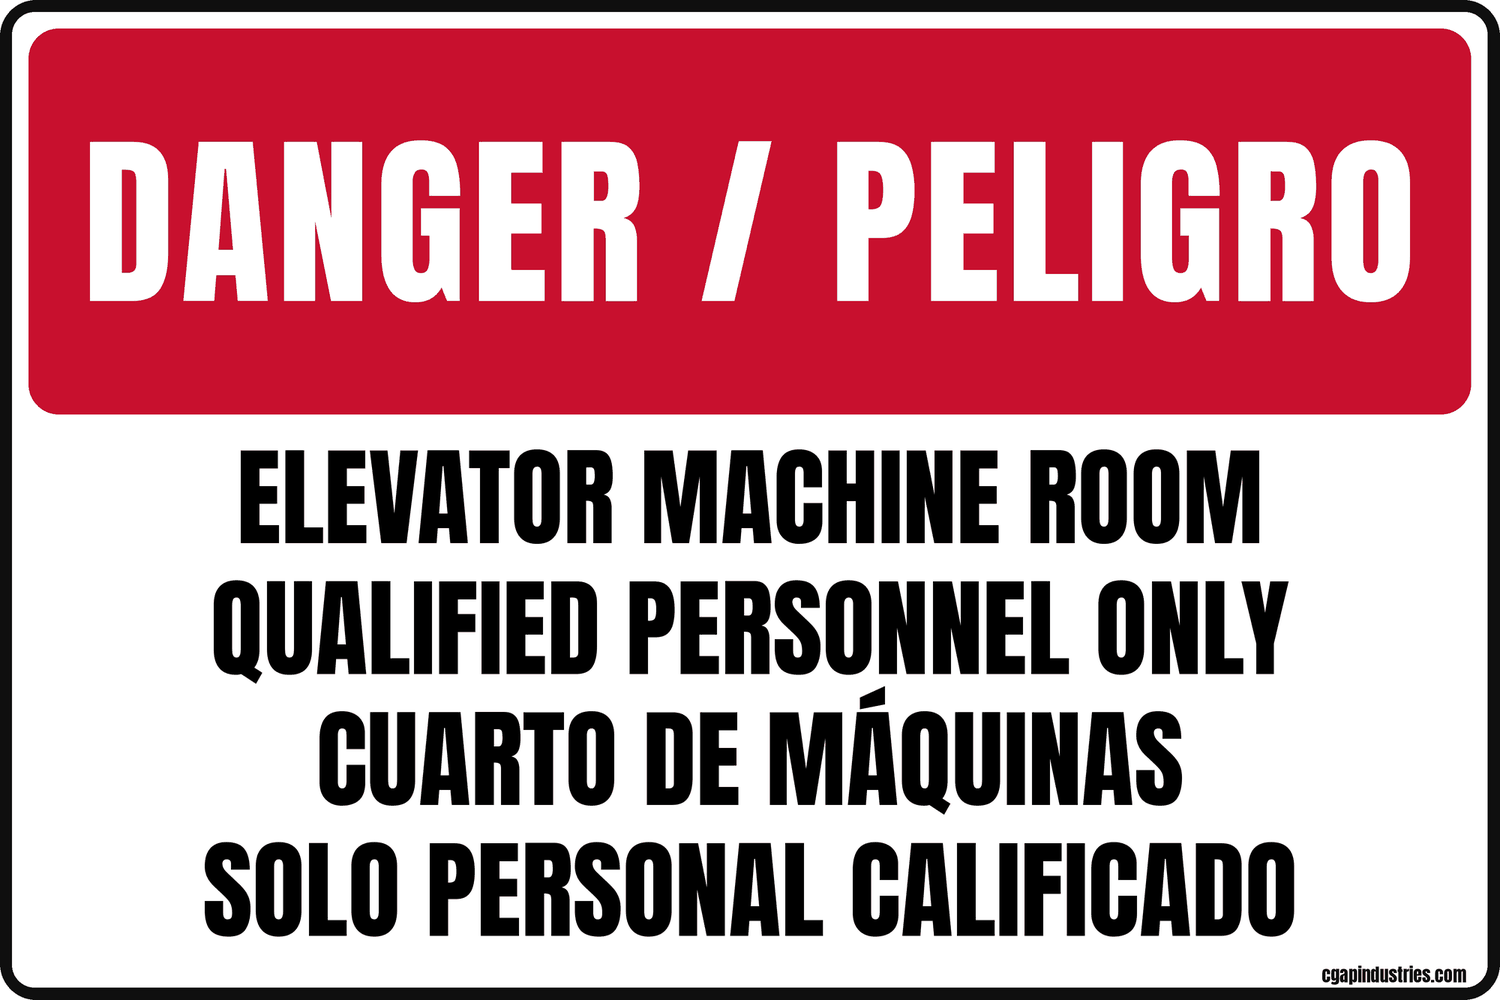 DANGER / PELIGRO
ELEVATOR MACHINE ROOM
QUALIFIED PERSONNEL ONLY
CUARTO DE MÁQUINAS
SOLO PERSONAL CALIFICADO
cgapindustries.com